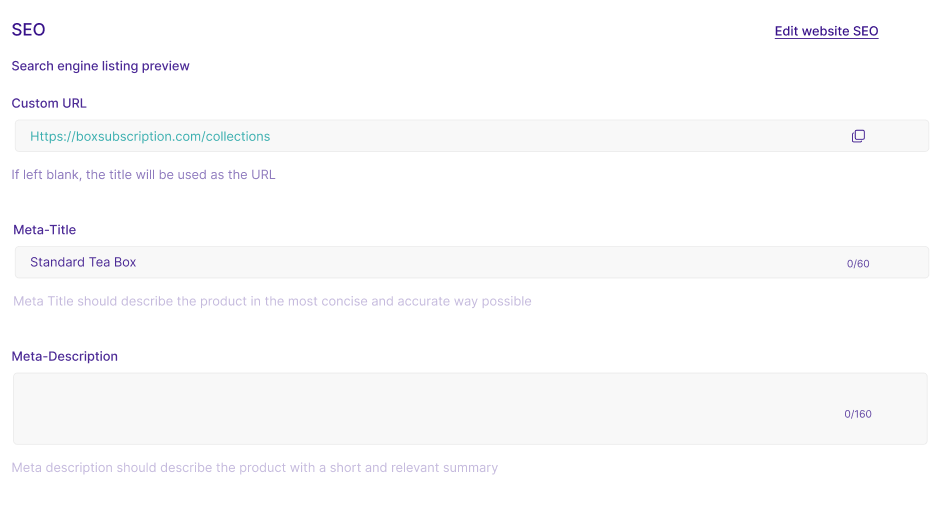 SEO
Edit website SEO
Search engine listing preview
Custom URL
Https://boxsubscription.com/collections
If left blank, the title will be used as the URL
Meta-Title
Standard Tea Box
0/60
Meta Title should describe the product in the most concise and accurate way possible
Meta-Description
0/160
Meta description should describe the product with a short and relevant summary